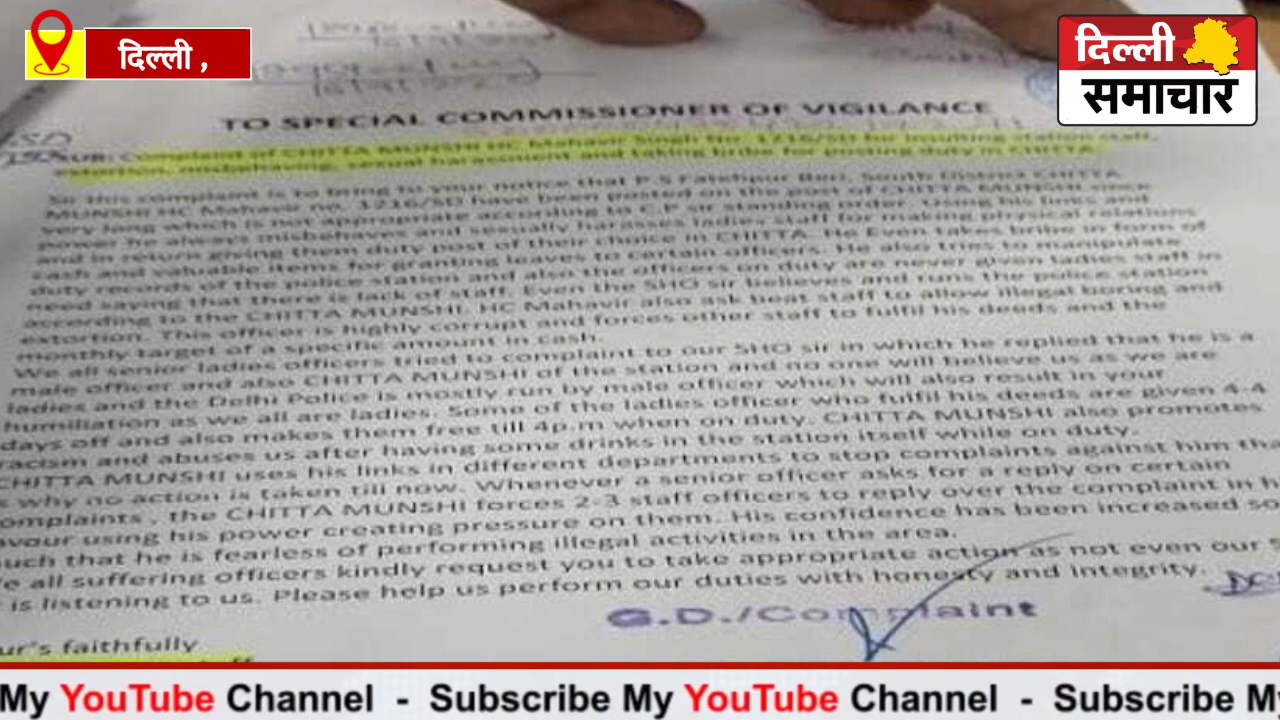 दिल्ली ,
दिल्ली
समाचार
TO SPECIAL COMMISSIONER OF VIGILANCE
SUB: Complaint of CHITTA MUNSHI HC Mahavir Singh No. 1216/SD for insulting station staff,
extortion, misbehaving, sexual harassment and taking bribe for posting duty in CHITTA.
So this complaint is to bring to your notice that P.S Fatehpur Beri, South District CHITTA
MUNSHI HC Mahavir no. 1216/SD have been posted on the post of CHITTA MUNSHI since
very long which is not appropriate according to C.P sir standing order. Using his links and
power he always misbehaves and sexually harasses ladies staff for making physical relations
and in return giving them duty post of their choice in CHITTA. He Even takes bribe in form of
cash and valuable items for granting leaves to certain officers. He also tries to manipulate
duty records of the police station and also the officers on duty are never given ladies staff in
need saying that there is lack of staff. Even the SHO sir believes and runs the police station
according to the CHITTA MUNSHI. HC Mahavir also ask beat staff to allow illegal boring and
extortion. This officer is highly corrupt and forces other staff to fulfil his deeds and the
monthly target of a specific amount in cash.
We all senior ladies officers tried to complaint to our SHO sir in which he replied that he is a
male officer and also CHITTA MUNSHI of the station and no one will believe us as we are
ladies and the Delhi Police is mostly run by male officer which will also result in your
humiliation as we all are ladies. Some of the ladies officer who fulfil his deeds are given 4-4
days off and also makes them free till 4p.m when on duty. CHITTA MUNSHI also promotes
racism and abuses us after having some drinks in the station itself while on duty.
CHITTA MUNSHI uses his links in different departments to stop complaints against him tha
why no action is taken till now. Whenever a senior officer asks for a reply on certain
omplaints , the CHITTA MUNSHI forces 2-3 staff officers to reply over the complaint in h
avour using his power creating pressure on them. His confidence has been increased so
uch that he is fearless of performing illegal activities in the area.
e all suffering officers kindly request you to take appropriate action as not even our s
is listening to us. Please help us perform our duties with honesty and integrity.
G.D./Complaint
ur's faithfully
My YouTube Channel - Subscribe My YouTube Channel - Subscribe My